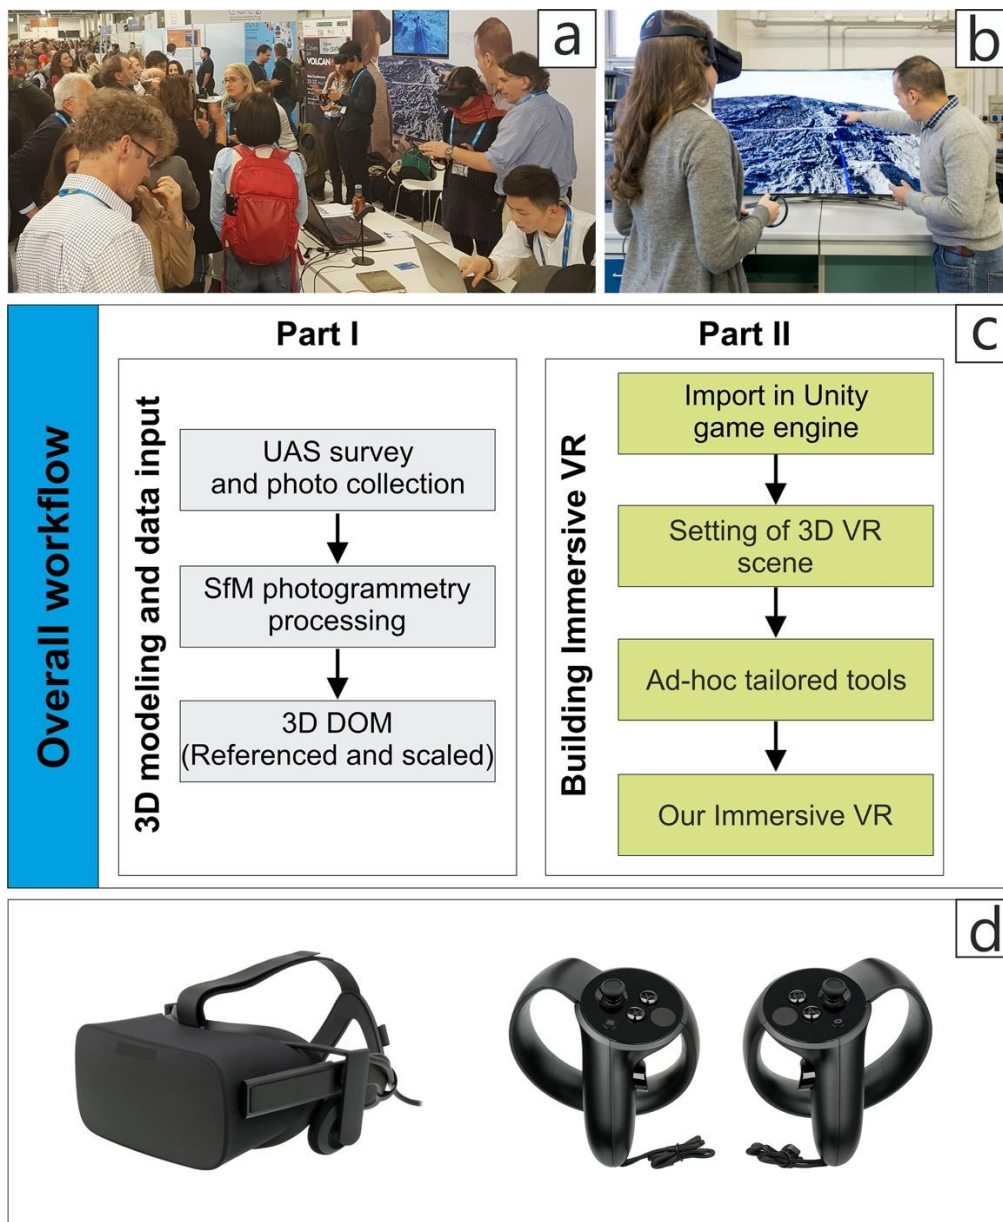 a
VOLCAN
b
c
Overall workflow
Part I
3D modeling and data input
UAS survey
and photo collection
SfM photogrammetry
processing
3D DOM
(Referenced and scaled)
Part II
Building Immersive VR
Import in Unity
game engine
Setting of 3D VR
scene
Ad-hoc tailored tools
Our Immersive VR
d